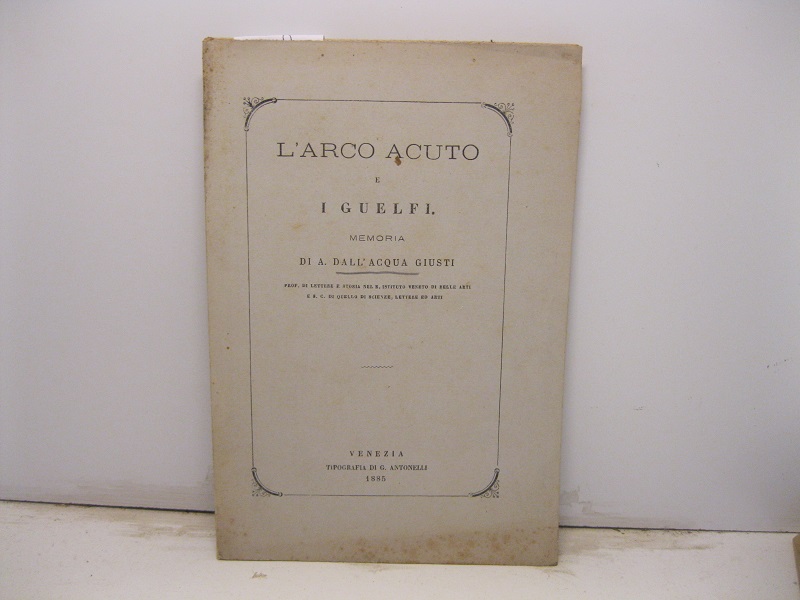 L'ARCO ACUTO
E
I GUELFI.
MEMORIA
DI A. DALL'ACQUA GIUSTI
PROF. DI LETTERE E STORIA NEL R. ISTITUTO VENETO DI BELLE ARTI
E S. C. DI QUELLO DI SCIENZE, LETTERE ED ARTI
VENEZIA
TIPOGRAFIA DI G. ANTONELLI
1885